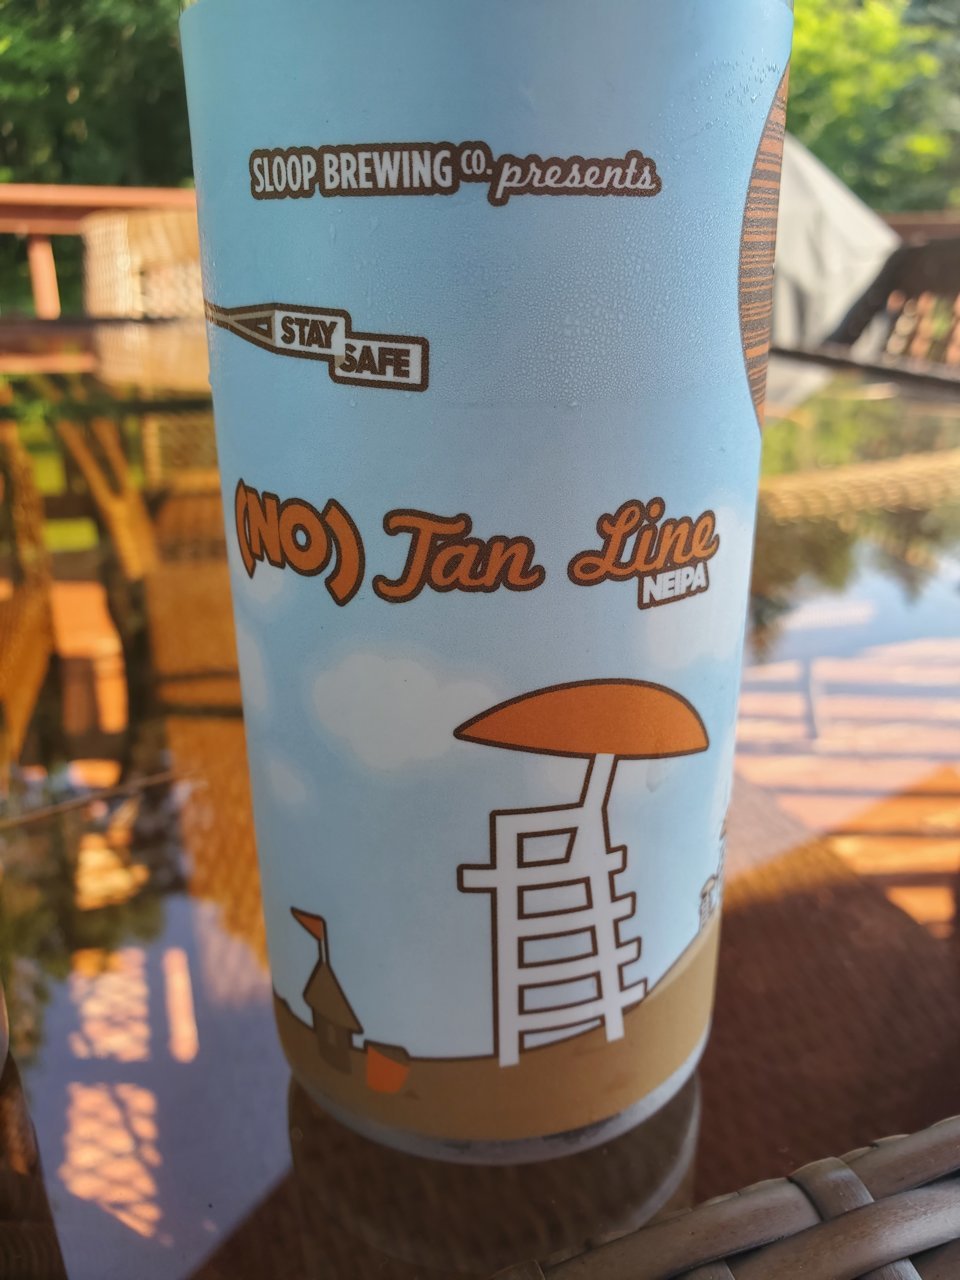 SLOOP BREWING CO. presents
STAY
SAFE
(NO) Tan Line
NEIPA